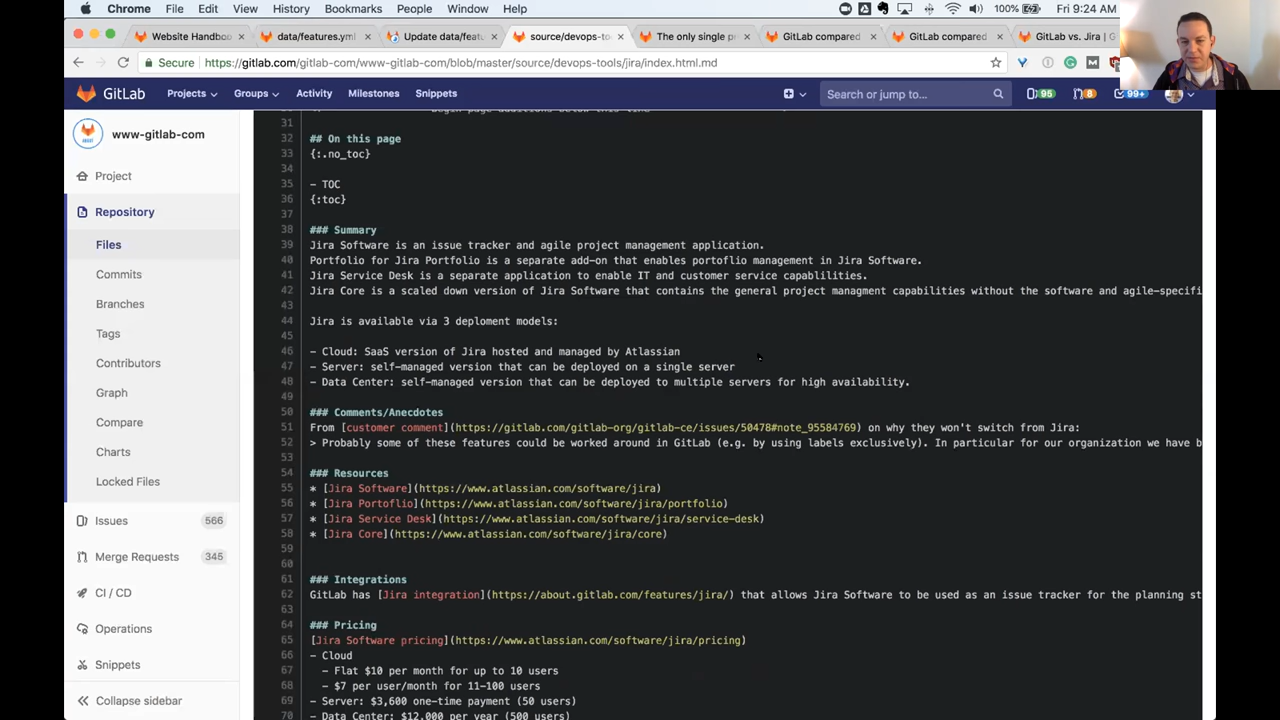 Chrome File Edit View History Bookmarks People Window Help 100% Fri 9:24 AM
Website Handboo data/features.yml Update data/featu source/devops-to The only single p GitLab compared GitLab compared GitLab vs. Jira | G
Secure https://gitlab.com/gitlab-com/www-gitlab-com/blob/master/source/devops-tools/jira/index.html.md
GitLab Projects Groups Activity Milestones Snippets Search or jump to... 95 8 99+
www-gitlab-com
Project
Repository
Files
Commits
Branches
Tags
Contributors
Graph
Compare
Charts
Locked Files
Issues 566
Merge Requests 345
CI / CD
Operations
Snippets
Collapse sidebar
31
32 ## On this page
33 {:.no_toc}
34
35 - TOC
36 {:toc}
37
38 ### Summary
39 Jira Software is an issue tracker and agile project management application.
40 Portfolio for Jira Portfolio is a separate add-on that enables portoflio management in Jira Software.
41 Jira Service Desk is a separate application to enable IT and customer service capablilities.
42 Jira Core is a scaled down version of Jira Software that contains the general project managment capabilities without the software and agile-specifi
43
44 Jira is available via 3 deploment models:
45
46 - Cloud: SaaS version of Jira hosted and managed by Atlassian
47 - Server: self-managed version that can be deployed on a single server
48 - Data Center: self-managed version that can be deployed to multiple servers for high availability.
49
50 ### Comments/Anecdotes
51 From [customer comment](https://gitlab.com/gitlab-org/gitlab-ce/issues/50478#note_95584769) on why they won't switch from Jira:
52 > Probably some of these features could be worked around in GitLab (e.g. by using labels exclusively). In particular for our organization we have b
53
54 ### Resources
55 * [Jira Software](https://www.atlassian.com/software/jira)
56 * [Jira Portoflio](https://www.atlassian.com/software/jira/portfolio)
57 * [Jira Service Desk](https://www.atlassian.com/software/jira/service-desk)
58 * [Jira Core](https://www.atlassian.com/software/jira/core)
59
60
61 ### Integrations
62 GitLab has [Jira integration](https://about.gitlab.com/features/jira/) that allows Jira Software to be used as an issue tracker for the planning st
63
64 ### Pricing
65 [Jira Software pricing](https://www.atlassian.com/software/jira/pricing)
66 - Cloud
67 - Flat $10 per month for up to 10 users
68 - $7 per user/month for 11-100 users
69 - Server: $3,600 one-time payment (50 users)
70 - Data Center: $12,000 per year (500 users)